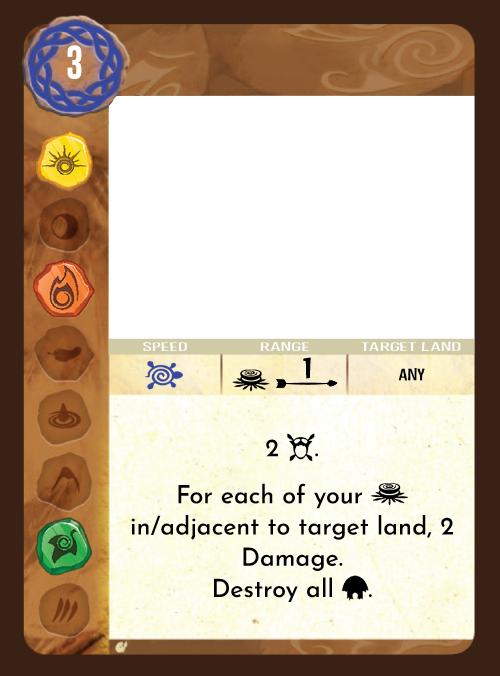 3
SPEED RANGE TARGET LAND
1 ANY
2 .
For each of your
in/adjacent to target land, 2
Damage.
Destroy all .